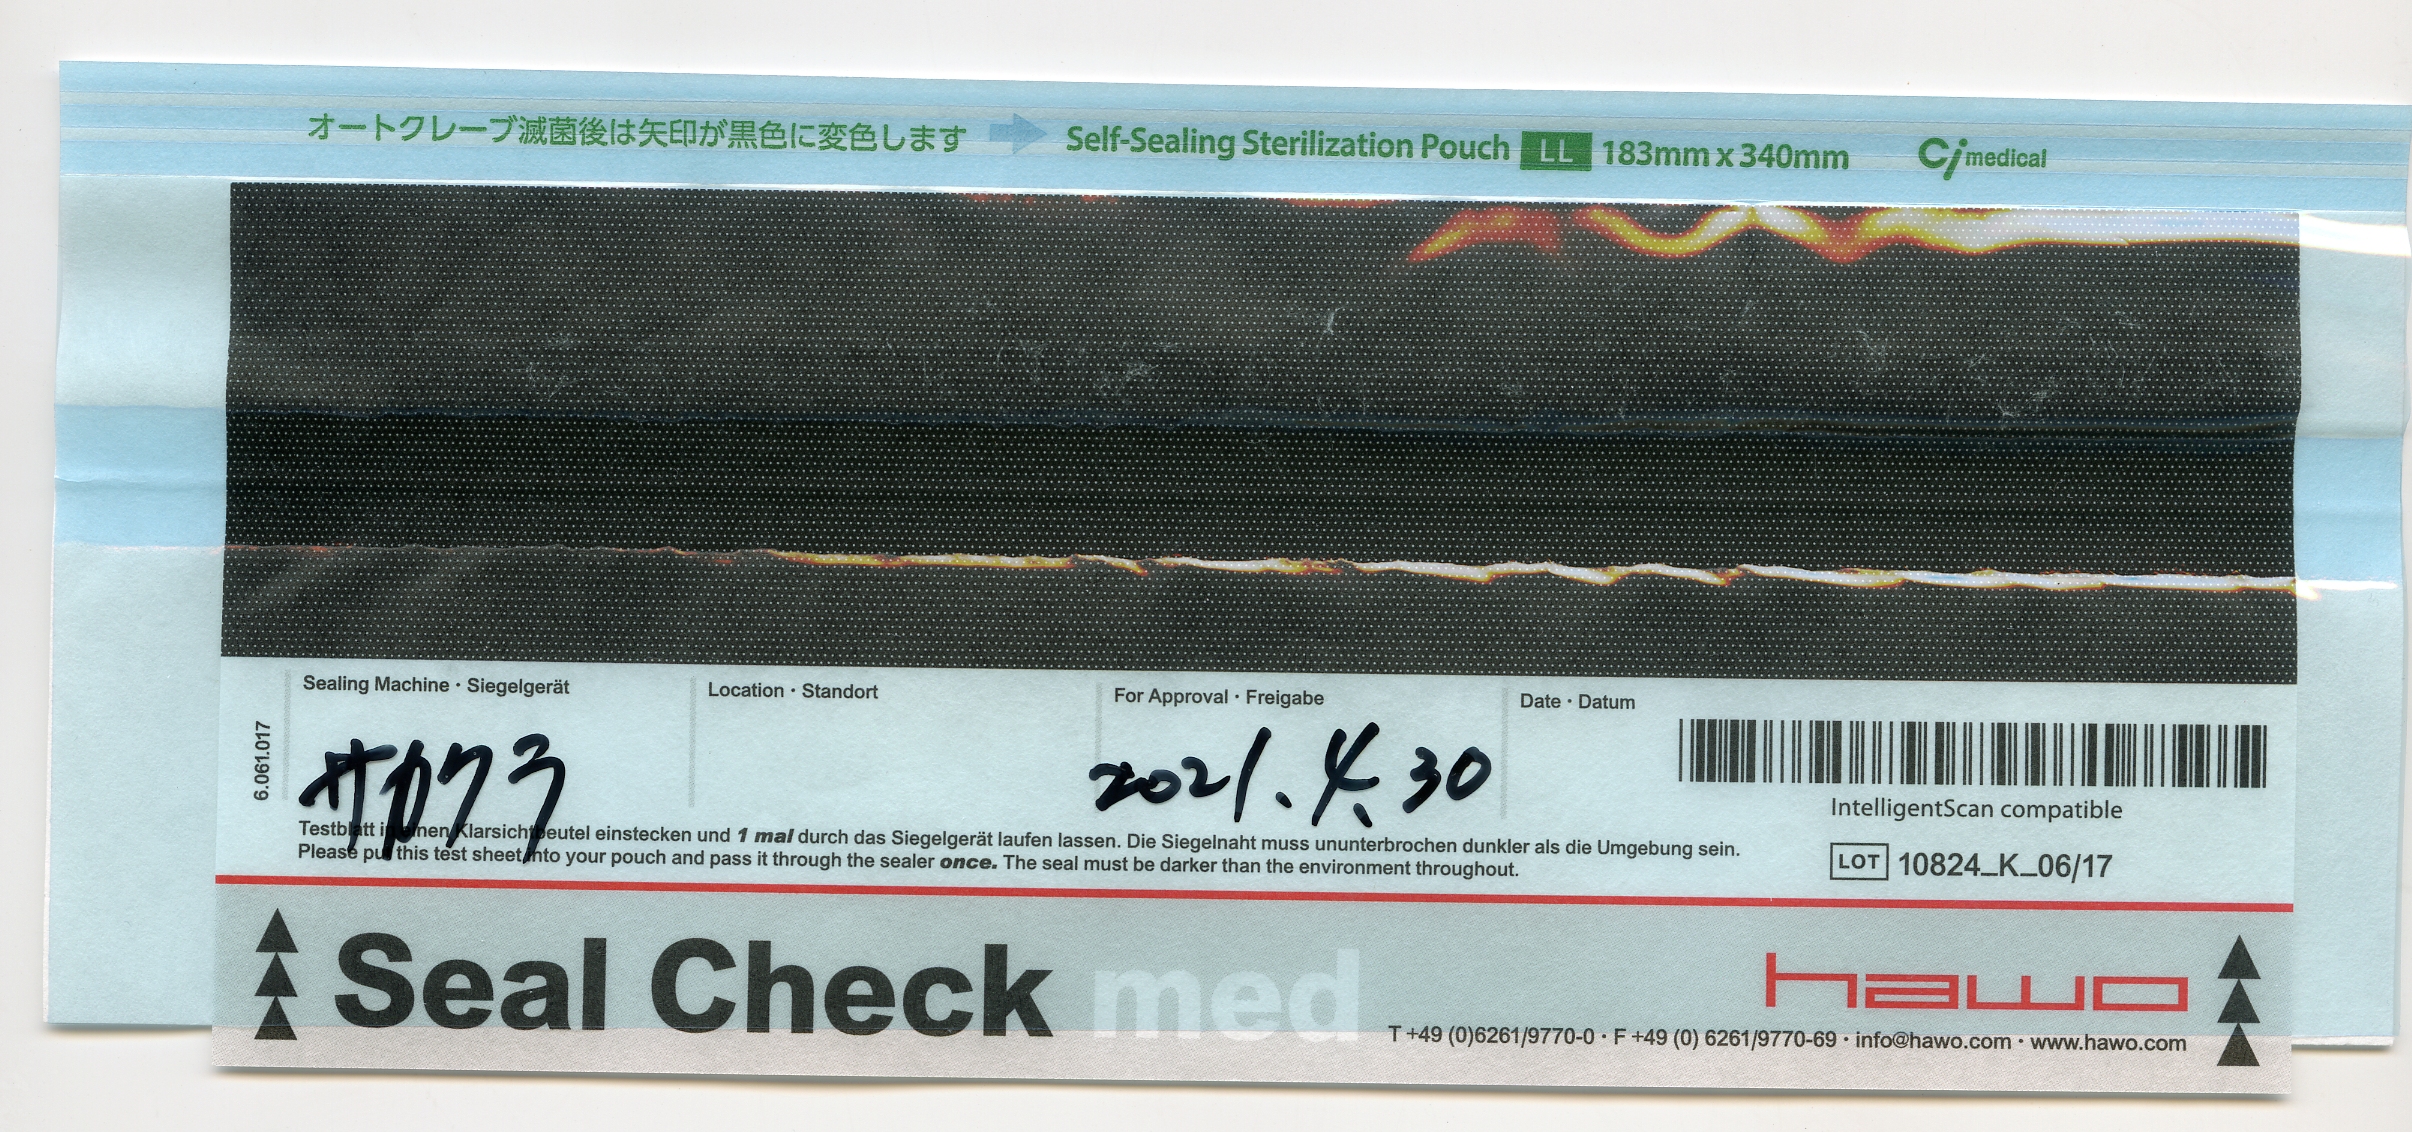 オートクレーブ滅菌後は矢印が黒色に変色します Self-Sealing Sterilization Pouch LL 183mm x 340mm Ci medical
Sealing Machine · Siegelgerät
Location · Standort
For Approval · Freigabe
Date · Datum
6.061.017
2021.4.30
IntelligentScan compatible
Testblatt in einen Klarsichtbeutel einstecken und 1 mal durch das Siegelgerät laufen lassen. Die Siegelnaht muss ununterbrochen dunkler als die Umgebung sein.
Please put this test sheet into your pouch and pass it through the sealer once. The seal must be darker than the environment throughout.
LOT 10824_K_06/17
Seal Check med
hawo
T +49 (0)6261/9770-0 · F +49 (0) 6261/9770-69 · info@hawo.com · www.hawo.com